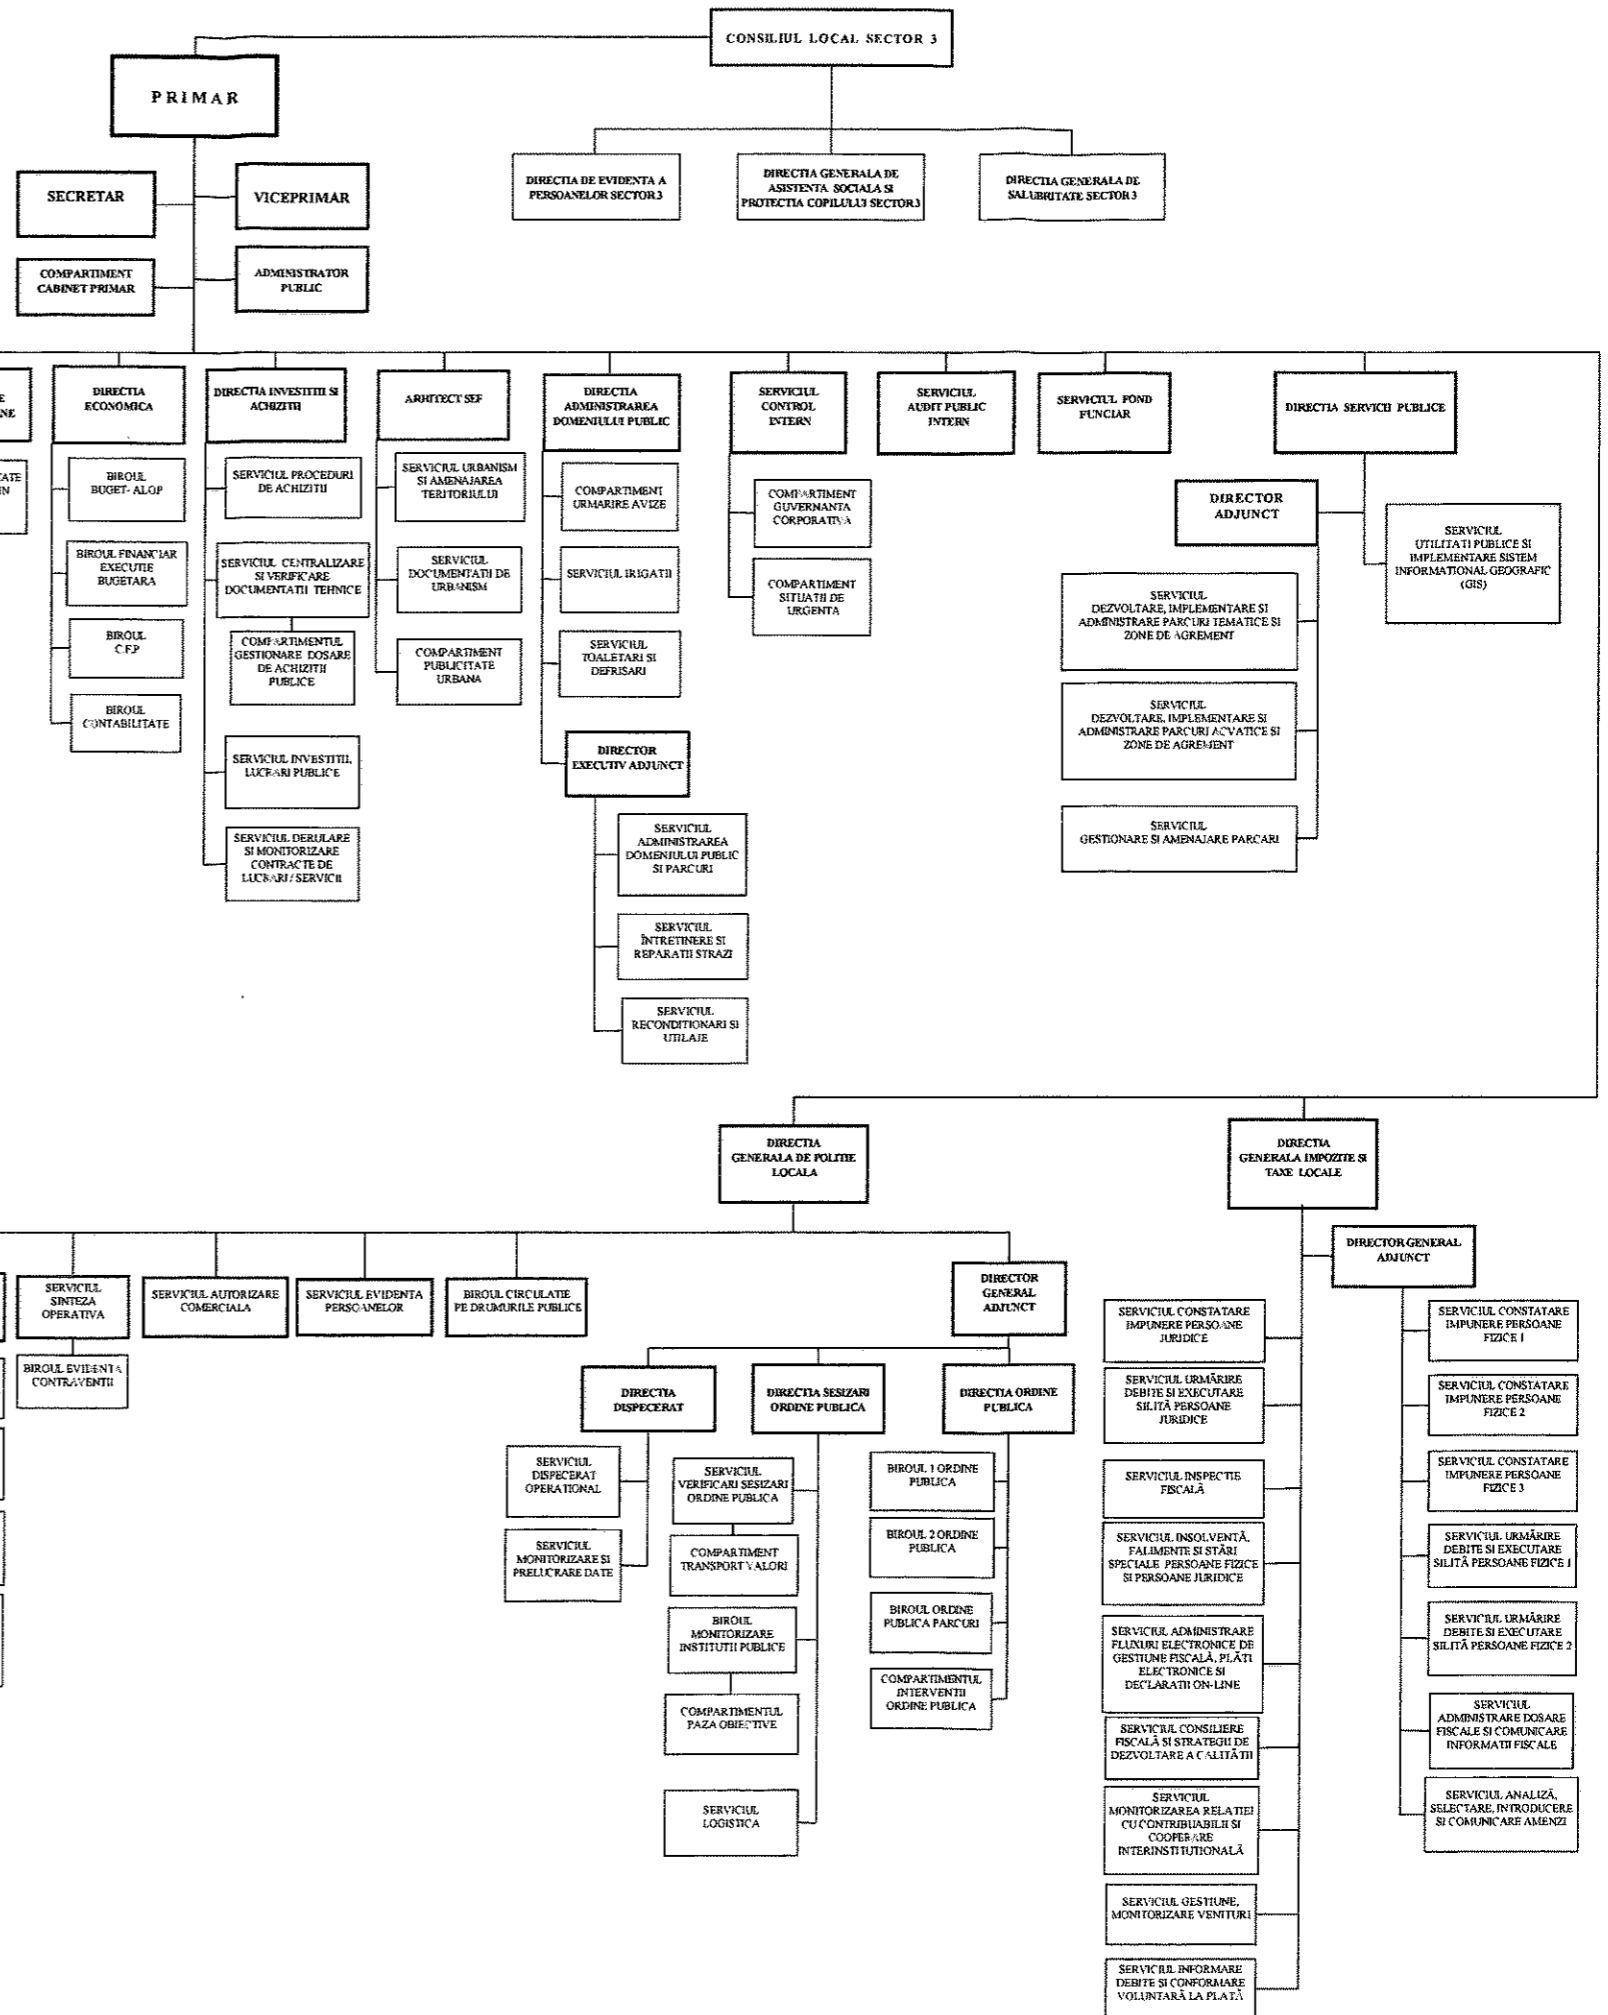 CONSILIUL LOCAL SECTOR 3
PRIMAR
DIRECTIA DE EVIDENTA A
PERSOANELOR SECTOR 3
DIRECTIA GENERALA DE
ASISTENTA SOCIALA SI
PROTECTIA COPILULUI SECTOR 3
DIRECTIA GENERALA DE
SALUBRITATE SECTOR 3
SECRETAR
VICEPRIMAR
COMPARTIMENT
CABINET PRIMAR
ADMINISTRATOR
PUBLIC
DIRECTIA
ECONOMICA
DIRECTIA INVESTITII SI
ACHIZITII
ARHITECT SEF
DIRECTIA
ADMINISTRAREA
DOMENIULUI PUBLIC
SERVICIUL
CONTROL
INTERN
SERVICIUL
AUDIT PUBLIC
INTERN
SERVICIUL FOND
FUNCIAR
DIRECTIA SERVICII PUBLICE
BIROUL
BUGET- ALOP
BIROUL FINANCIAR
EXECUTIE
BUGETARA
BIROUL
C.F.P
BIROUL
CONTABILITATE
SERVICIUL PROCEDURI
DE ACHIZITII
SERVICIUL CENTRALIZARE
SI VERIFICARE
DOCUMENTATII TEHNICE
COMPARTIMENTUL
GESTIONARE DOSARE
DE ACHIZITII
PUBLICE
SERVICIUL INVESTITII,
LUCRARI PUBLICE
SERVICIUL DERULARE
SI MONITORIZARE
CONTRACTE DE
LUCRARI / SERVICII
SERVICIUL URBANISM
SI AMENAJAREA
TERITORIULUI
SERVICIUL
DOCUMENTATII DE
URBANISM
COMPARTIMENT
PUBLICITATE
URBANA
COMPARTIMENT
URMARIRE AVIZE
SERVICIUL IRIGATII
SERVICIUL
TOALETARI SI
DEFRISARI
DIRECTOR
EXECUTIV ADJUNCT
SERVICIUL
ADMINISTRAREA
DOMENIULUI PUBLIC
SI PARCURI
SERVICIUL
ÎNTRETINERE SI
REPARATII STRAZI
SERVICIUL
RECONDITIONARI SI
UTILAJE
COMPARTIMENT
GUVERNANTA
CORPORATIVA
COMPARTIMENT
SITUATII DE
URGENTA
DIRECTOR
ADJUNCT
SERVICIUL
UTILITATI PUBLICE SI
IMPLEMENTARE SISTEM
INFORMATIONAL GEOGRAFIC
(GIS)
SERVICIUL
DEZVOLTARE, IMPLEMENTARE SI
ADMINISTRARE PARCURI TEMATICE SI
ZONE DE AGREMENT
SERVICIUL
DEZVOLTARE, IMPLEMENTARE SI
ADMINISTRARE PARCURI ACVATICE SI
ZONE DE AGREMENT
SERVICIUL
GESTIONARE SI AMENAJARE PARCARI
DIRECTIA
GENERALA DE POLITIE
LOCALA
DIRECTIA
GENERALA IMPOZITE SI
TAXE LOCALE
SERVICIUL
SINTEZA
OPERATIVA
BIROUL EVIDENTA
CONTRAVENTII
SERVICIUL AUTORIZARE
COMERCIALA
SERVICIUL EVIDENTA
PERSOANELOR
BIROUL CIRCULATIE
PE DRUMURILE PUBLICE
DIRECTOR
GENERAL
ADJUNCT
DIRECTIA
DISPECERAT
DIRECTIA SESIZARI
ORDINE PUBLICA
DIRECTIA ORDINE
PUBLICA
SERVICIUL
DISPECERAT
OPERATIONAL
SERVICIUL
MONITORIZARE SI
PRELUCRARE DATE
SERVICIUL
VERIFICARI SESIZARI
ORDINE PUBLICA
COMPARTIMENT
TRANSPORT VALORI
BIROUL
MONITORIZARE
INSTITUTII PUBLICE
COMPARTIMENTUL
PAZA OBIECTIVE
SERVICIUL
LOGISTICA
BIROUL 1 ORDINE
PUBLICA
BIROUL 2 ORDINE
PUBLICA
BIROUL ORDINE
PUBLICA PARCURI
COMPARTIMENTUL
INTERVENTII
ORDINE PUBLICA
DIRECTOR GENERAL
ADJUNCT
SERVICIUL CONSTATARE
IMPUNERE PERSOANE
JURIDICE
SERVICIUL URMĂRIRE
DEBITE SI EXECUTARE
SILITĂ PERSOANE
JURIDICE
SERVICIUL INSPECTIE
FISCALĂ
SERVICIUL INSOLVENTĂ,
FALIMENTE SI STĂRI
SPECIALE PERSOANE FIZICE
SI PERSOANE JURIDICE
SERVICIUL ADMINISTRARE
FLUXURI ELECTRONICE DE
GESTIUNE FISCALĂ, PLĂTI
ELECTRONICE SI
DECLARATII ON-LINE
SERVICIUL CONSILIERE
FISCALĂ SI STRATEGII DE
DEZVOLTARE A CALITĂTII
SERVICIUL
MONITORIZAREA RELATIEI
CU CONTRIBUABILII SI
COOPERARE
INTERINSTITUTIONALĂ
SERVICIUL GESTIUNE,
MONITORIZARE VENITURI
SERVICIUL INFORMARE
DEBITE SI CONFORMARE
VOLUNTARĂ LA PLATĂ
SERVICIUL CONSTATARE
IMPUNERE PERSOANE
FIZICE 1
SERVICIUL CONSTATARE
IMPUNERE PERSOANE
FIZICE 2
SERVICIUL CONSTATARE
IMPUNERE PERSOANE
FIZICE 3
SERVICIUL URMĂRIRE
DEBITE SI EXECUTARE
SILITĂ PERSOANE FIZICE 1
SERVICIUL URMĂRIRE
DEBITE SI EXECUTARE
SILITĂ PERSOANE FIZICE 2
SERVICIUL
ADMINISTRARE DOSARE
FISCALE SI COMUNICARE
INFORMATII FISCALE
SERVICIUL ANALIZĂ,
SELECTARE, INTRODUCERE
SI COMUNICARE AMENZI